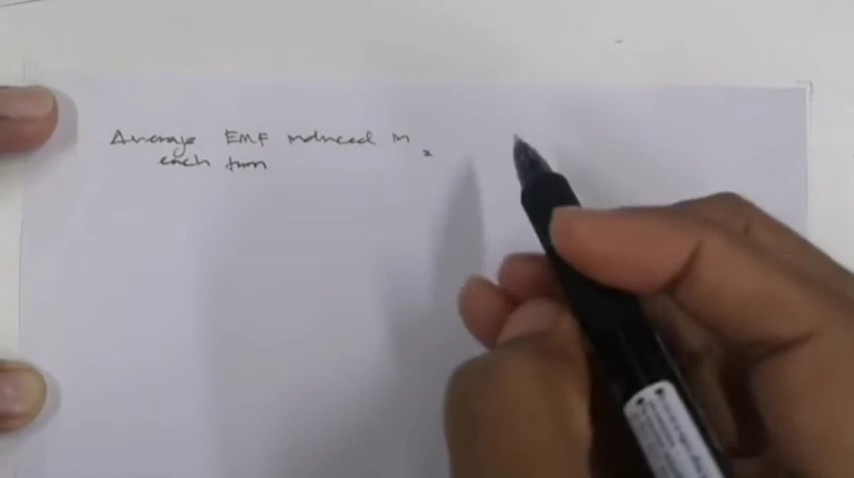 Average EMF induced in =
each turn